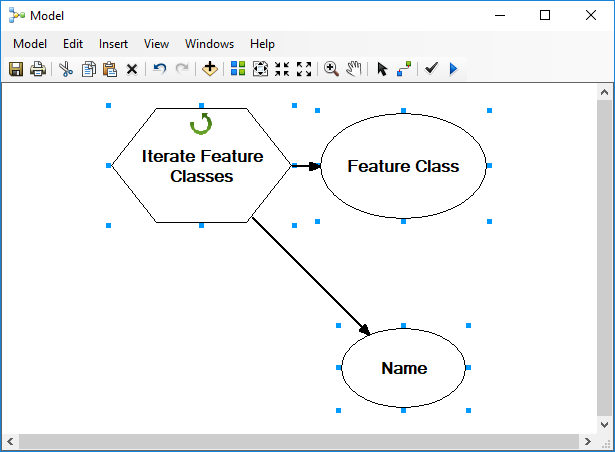 Model
Model Edit Insert View Windows Help
Iterate Feature
Classes
Feature Class
Name